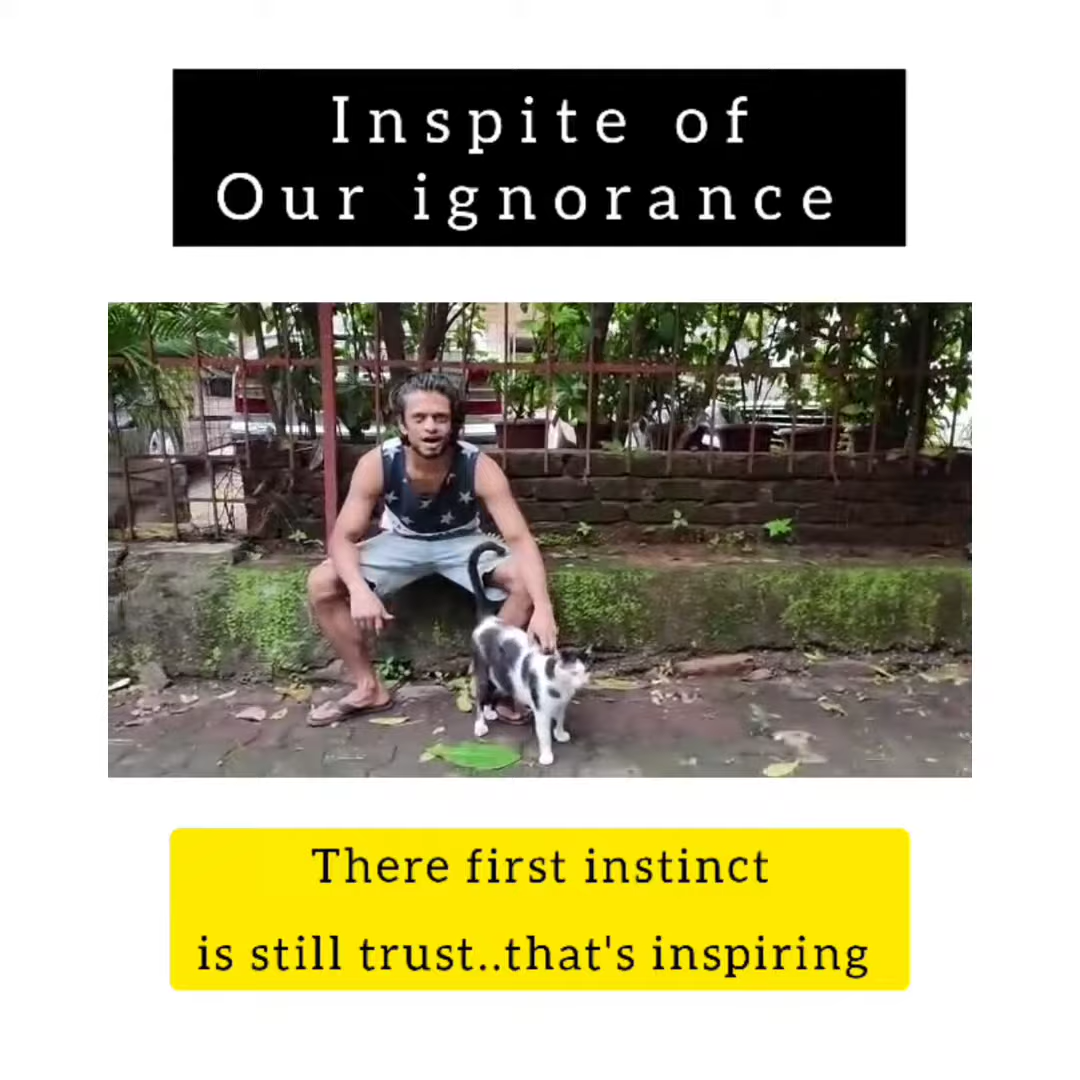 Inspite of
Our ignorance
There first instinct
is still trust..that's inspiring